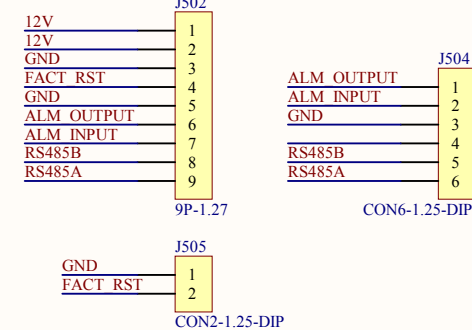 J502
12V 1
12V 2
GND 3
FACT_RST 4
GND 5
ALM_OUTPUT 6
ALM_INPUT 7
RS485B 8
RS485A 9
9P-1.27
J504
ALM_OUTPUT 1
ALM_INPUT 2
GND 3
4
RS485B 5
RS485A 6
CON6-1.25-DIP
J505
GND 1
FACT_RST 2
CON2-1.25-DIP